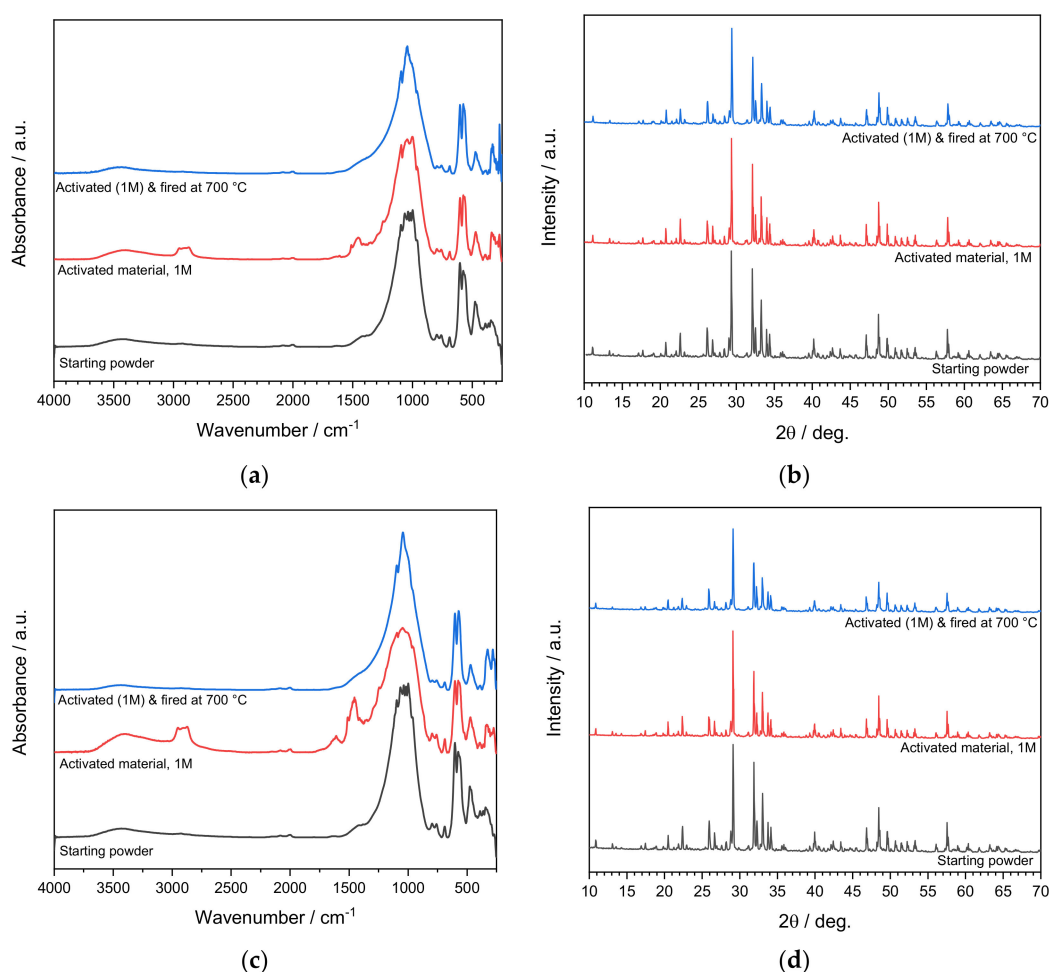 Absorbance / a.u.
Activated (1M) & fired at 700 °C
Activated material, 1M
Starting powder
4000 3500 3000 2500 2000 1500 1000 500
Wavenumber / cm⁻¹
(a)
Intensity / a.u.
Activated (1M) & fired at 700 °C
Activated material, 1M
Starting powder
10 15 20 25 30 35 40 45 50 55 60 65 70
2θ / deg.
(b)
Absorbance / a.u.
Activated (1M) & fired at 700 °C
Activated material, 1M
Starting powder
4000 3500 3000 2500 2000 1500 1000 500
Wavenumber / cm⁻¹
(c)
Intensity / a.u.
Activated (1M) & fired at 700 °C
Activated material, 1M
Starting powder
10 15 20 25 30 35 40 45 50 55 60 65 70
2θ / deg.
(d)